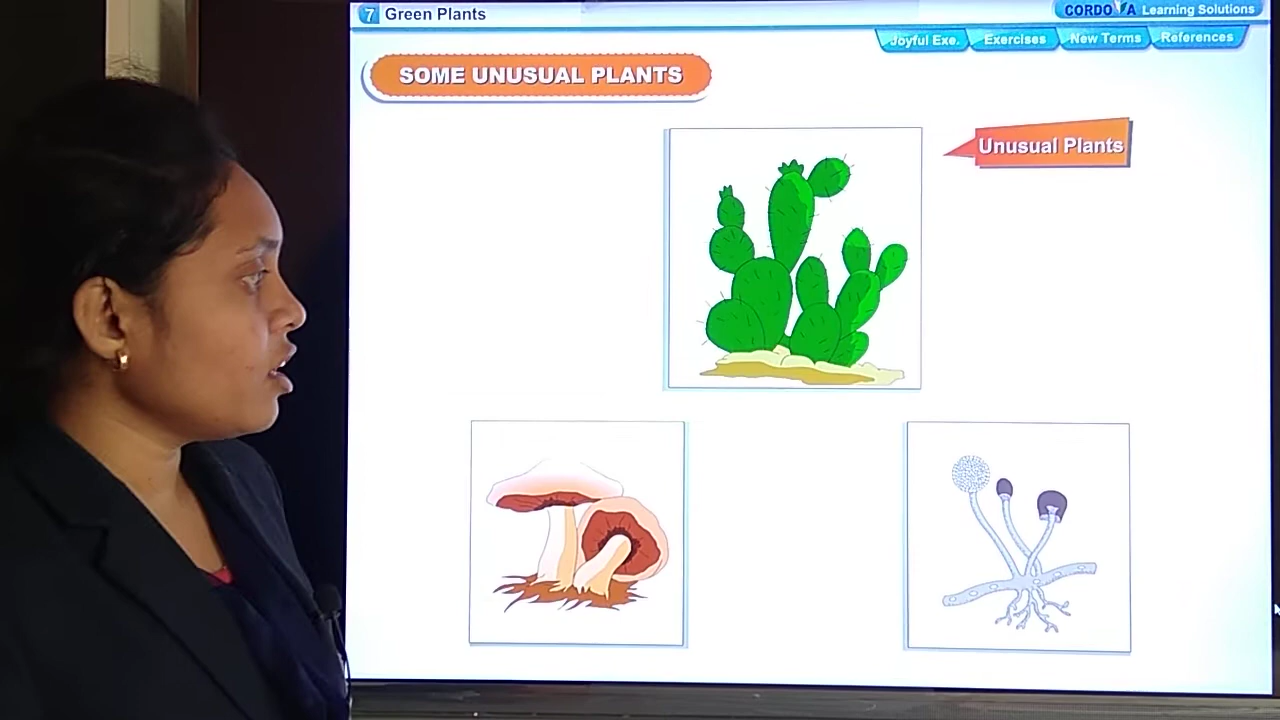 7 Green Plants
CORDOVA Learning Solutions
Joyful Exe. Exercises New Terms References
SOME UNUSUAL PLANTS
Unusual Plants